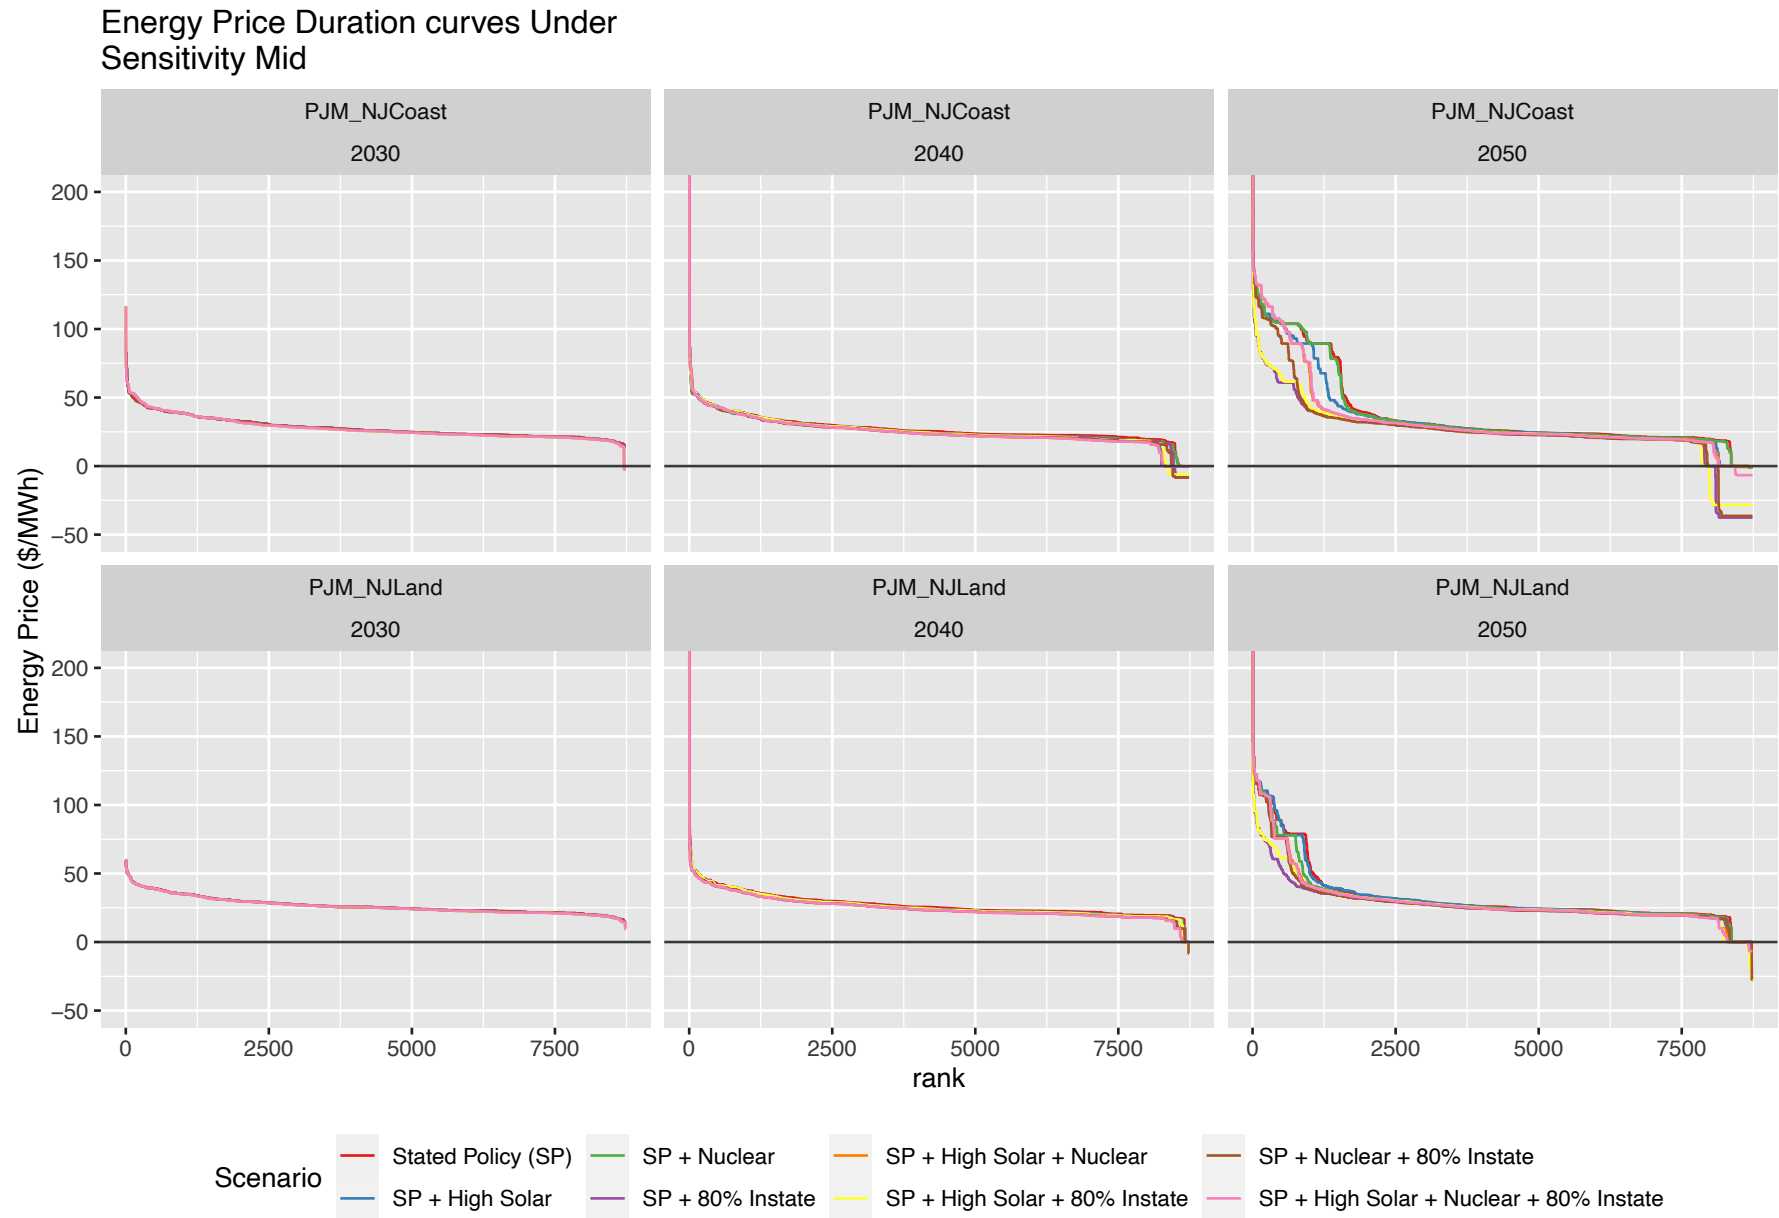 Energy Price Duration curves Under
Sensitivity Mid
PJM_NJCoast
2030
PJM_NJCoast
2040
PJM_NJCoast
2050
200
150
100
50
0
−50
PJM_NJLand
2030
PJM_NJLand
2040
PJM_NJLand
2050
200
150
100
50
0
−50
Energy Price ($/MWh)
0 2500 5000 7500
0 2500 5000 7500
0 2500 5000 7500
rank
Scenario
Stated Policy (SP)
SP + High Solar
SP + Nuclear
SP + 80% Instate
SP + High Solar + Nuclear
SP + High Solar + 80% Instate
SP + Nuclear + 80% Instate
SP + High Solar + Nuclear + 80% Instate